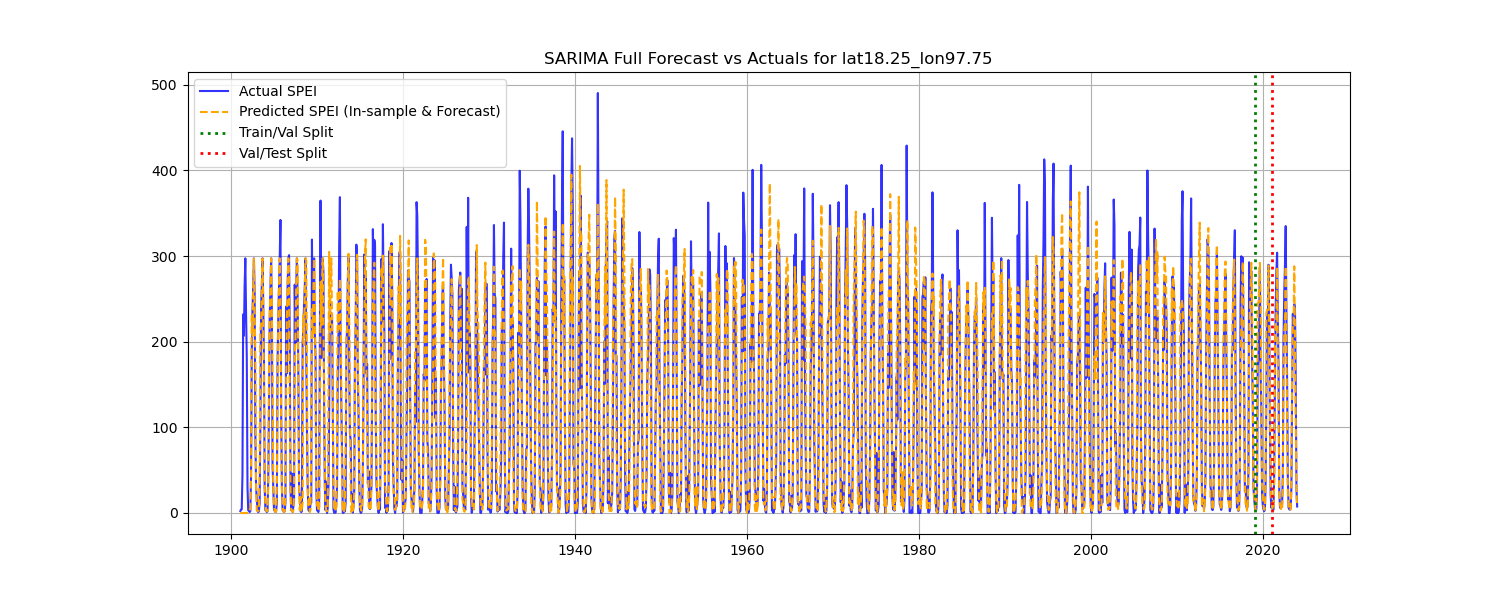 SARIMA Full Forecast vs Actuals for lat18.25_lon97.75
Actual SPEI
Predicted SPEI (In-sample & Forecast)
Train/Val Split
Val/Test Split
500
400
300
200
100
0
1900 1920 1940 1960 1980 2000 2020